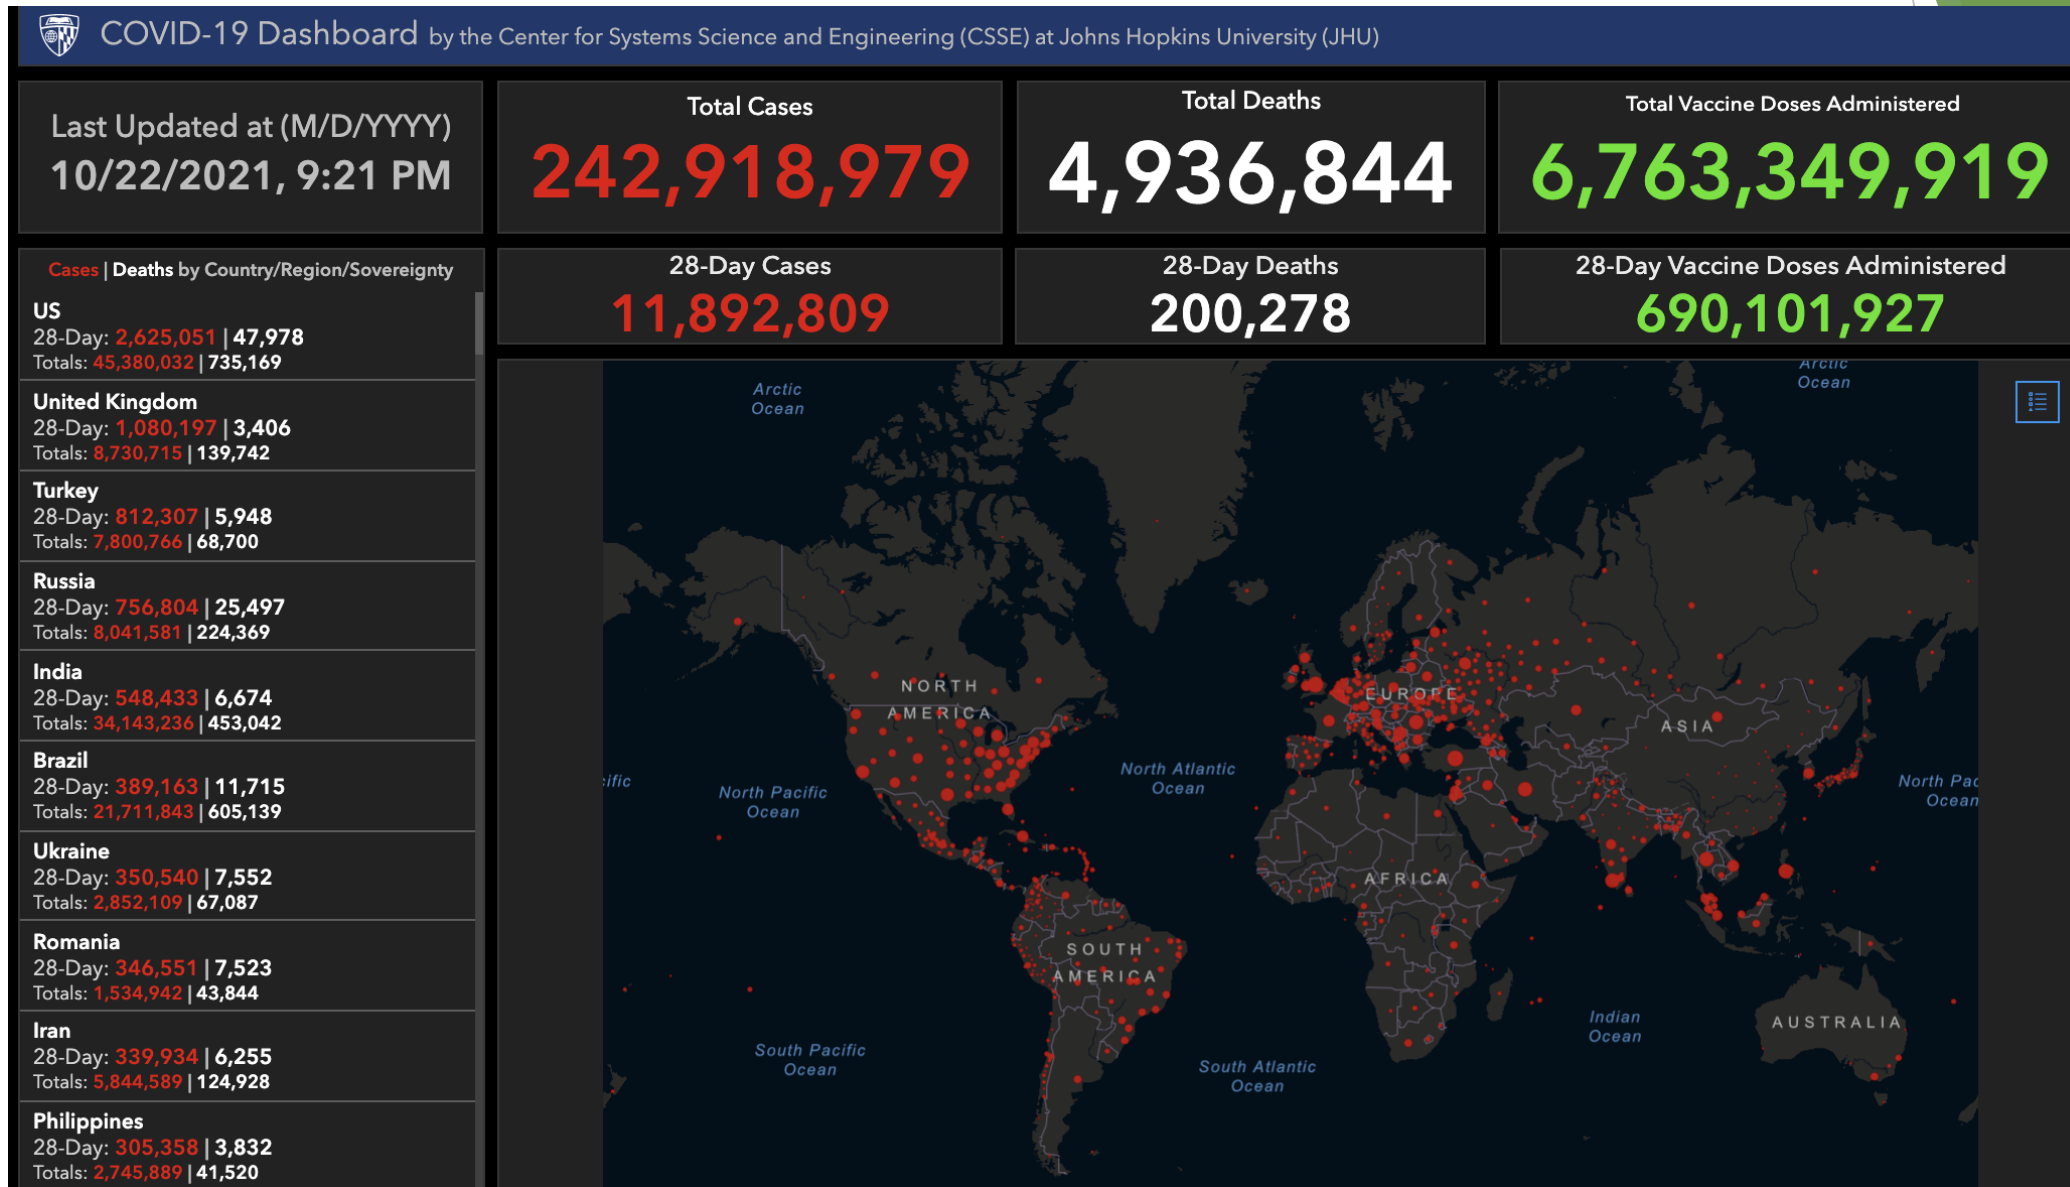 COVID-19 Dashboard by the Center for Systems Science and Engineering (CSSE) at Johns Hopkins University (JHU)
Last Updated at (M/D/YYYY)
10/22/2021, 9:21 PM
Total Cases
242,918,979
Total Deaths
4,936,844
Total Vaccine Doses Administered
6,763,349,919
28-Day Cases
11,892,809
28-Day Deaths
200,278
28-Day Vaccine Doses Administered
690,101,927
Cases | Deaths by Country/Region/Sovereignty
US
28-Day: 2,625,051 | 47,978
Totals: 45,380,032 | 735,169
United Kingdom
28-Day: 1,080,197 | 3,406
Totals: 8,730,715 | 139,742
Turkey
28-Day: 812,307 | 5,948
Totals: 7,800,766 | 68,700
Russia
28-Day: 756,804 | 25,497
Totals: 8,041,581 | 224,369
India
28-Day: 548,433 | 6,674
Totals: 34,143,236 | 453,042
Brazil
28-Day: 389,163 | 11,715
Totals: 21,711,843 | 605,139
Ukraine
28-Day: 350,540 | 7,552
Totals: 2,852,109 | 67,087
Romania
28-Day: 346,551 | 7,523
Totals: 1,534,942 | 43,844
Iran
28-Day: 339,934 | 6,255
Totals: 5,844,589 | 124,928
Philippines
28-Day: 305,358 | 3,832
Totals: 2,745,889 | 41,520
Arctic
Ocean
Arctic
Ocean
NORTH
AMERICA
EUROPE
ASIA
ific
North Pacific
Ocean
North Atlantic
Ocean
North Pac
Ocean
AFRICA
SOUTH
AMERICA
Indian
Ocean
AUSTRALIA
South Pacific
Ocean
South Atlantic
Ocean